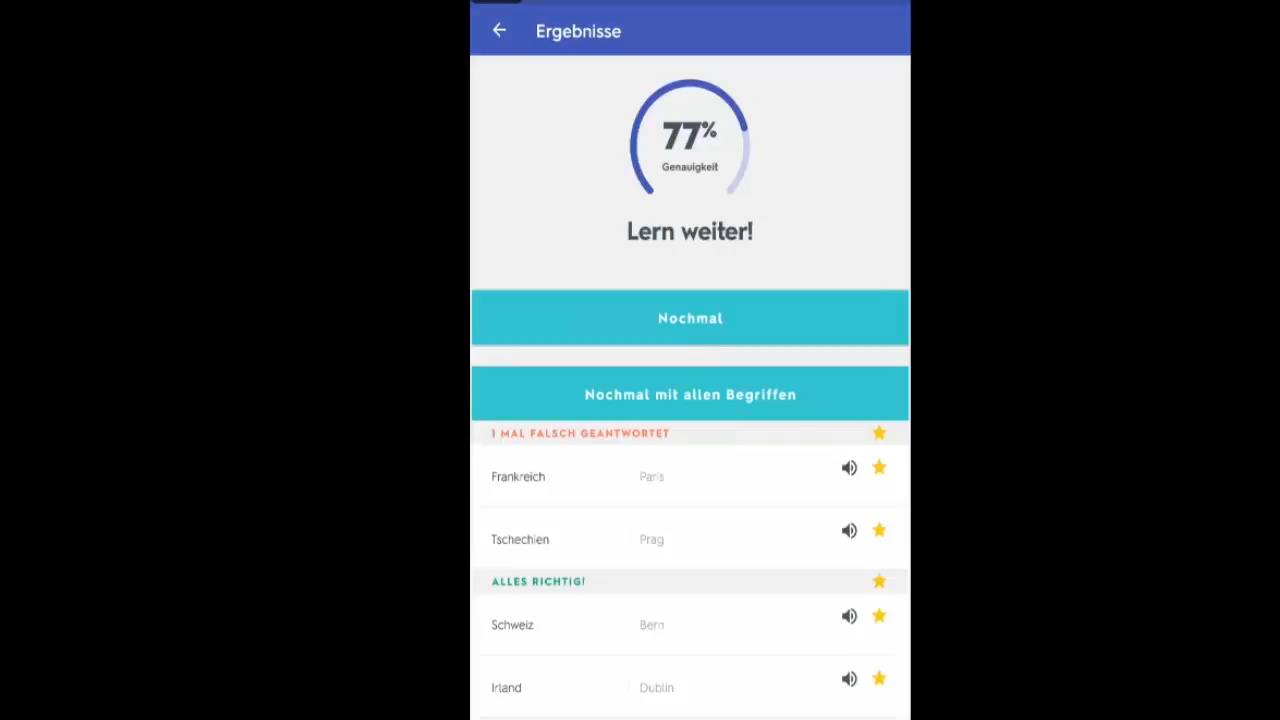 Ergebnisse
77%
Genauigkeit
Lern weiter!
Nochmal
Nochmal mit allen Begriffen
1 MAL FALSCH GEANTWORTET
Frankreich Paris
Tschechien Prag
ALLES RICHTIG!
Schweiz Bern
Irland Dublin